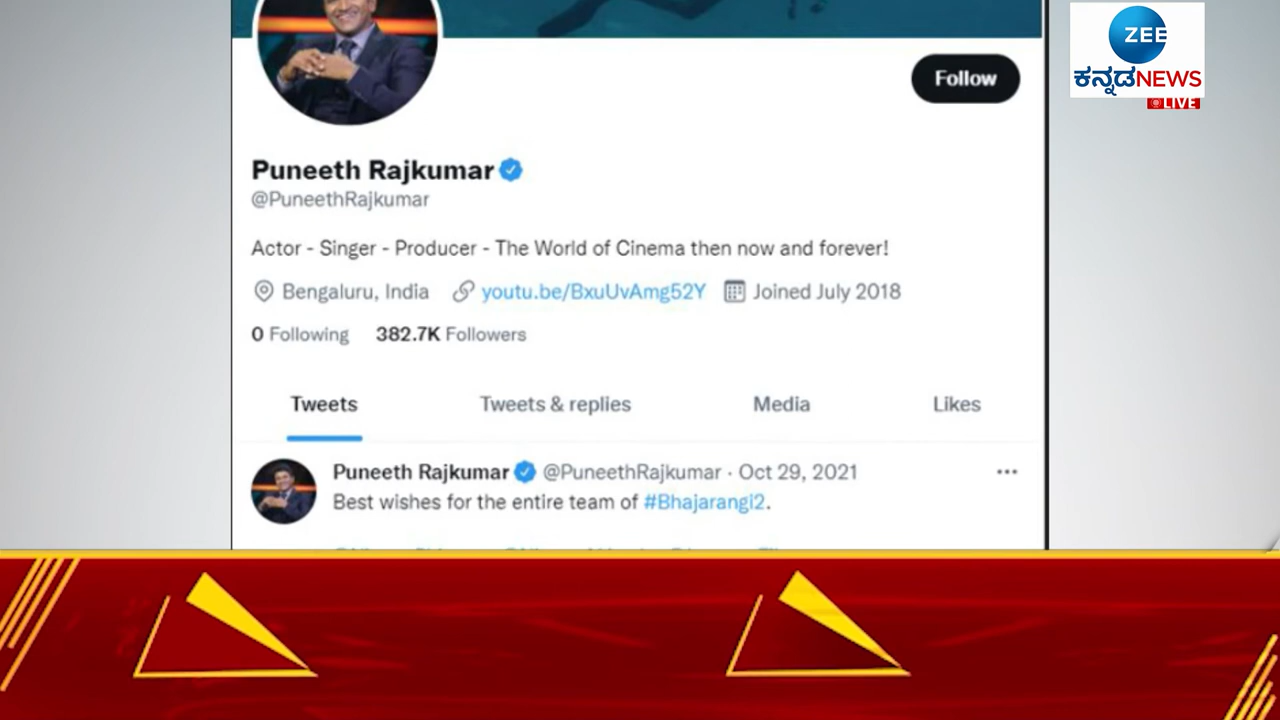 ZEE
ಕನ್ನಡNEWS
LIVE
Follow
Puneeth Rajkumar
@PuneethRajkumar
Actor - Singer - Producer - The World of Cinema then now and forever!
Bengaluru, India youtu.be/BxuUvAmg52Y Joined July 2018
0 Following 382.7K Followers
Tweets Tweets & replies Media Likes
Puneeth Rajkumar @PuneethRajkumar · Oct 29, 2021
Best wishes for the entire team of #Bhajarangi2.